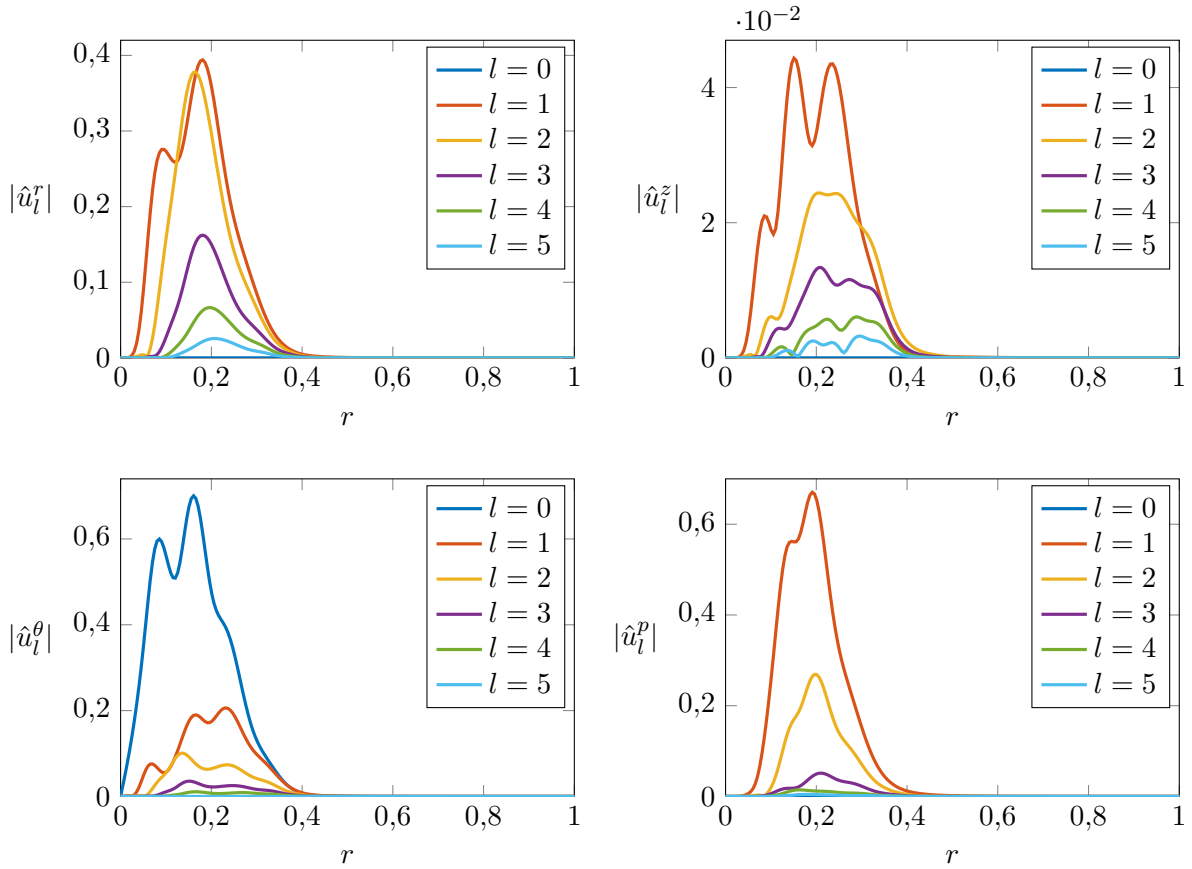 0 0,2 0,4 0,6 0,8 1
0
0,1
0,2
0,3
0,4
r
|û_l^r|
l = 0
l = 1
l = 2
l = 3
l = 4
l = 5
0 0,2 0,4 0,6 0,8 1
0
2
4
·10^−2
r
|û_l^z|
l = 0
l = 1
l = 2
l = 3
l = 4
l = 5
0 0,2 0,4 0,6 0,8 1
0
0,2
0,4
0,6
r
|û_l^θ|
l = 0
l = 1
l = 2
l = 3
l = 4
l = 5
0 0,2 0,4 0,6 0,8 1
0
0,2
0,4
0,6
r
|û_l^p|
l = 0
l = 1
l = 2
l = 3
l = 4
l = 5